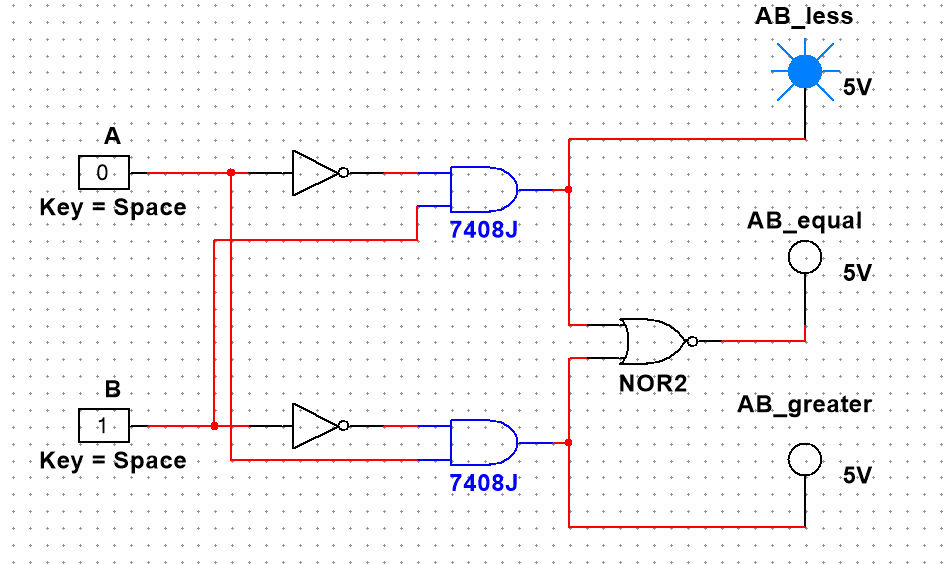 AB_less
5V
A
0
Key = Space
7408J
AB_equal
5V
NOR2
B
1
Key = Space
7408J
AB_greater
5V